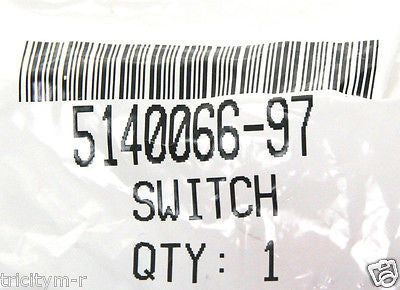 5140066-97
SWITCH
QTY: 1
tricitym-r